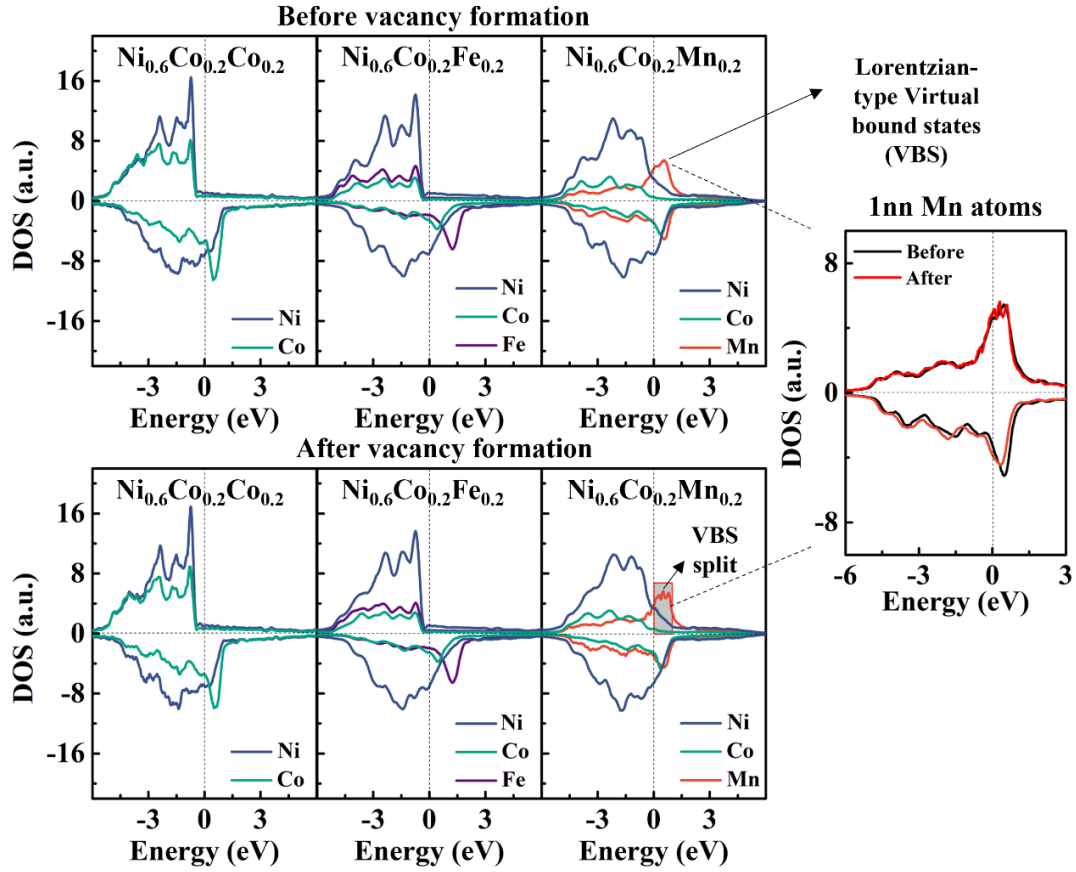 Before vacancy formation
Ni0.6Co0.2Co0.2
Ni0.6Co0.2Fe0.2
Ni0.6Co0.2Mn0.2
16
8
0
-8
-16
DOS (a.u.)
Ni
Co
Ni
Co
Fe
Ni
Co
Mn
-3 0 3
-3 0 3
-3 0 3
Energy (eV)
Energy (eV)
Energy (eV)
Lorentzian-
type Virtual
bound states
(VBS)
1nn Mn atoms
Before
After
8
0
-8
DOS (a.u.)
-6 -3 0 3
Energy (eV)
After vacancy formation
Ni0.6Co0.2Co0.2
Ni0.6Co0.2Fe0.2
Ni0.6Co0.2Mn0.2
VBS
split
16
8
0
-8
-16
DOS (a.u.)
Ni
Co
Ni
Co
Fe
Ni
Co
Mn
-3 0 3
-3 0 3
-3 0 3
Energy (eV)
Energy (eV)
Energy (eV)